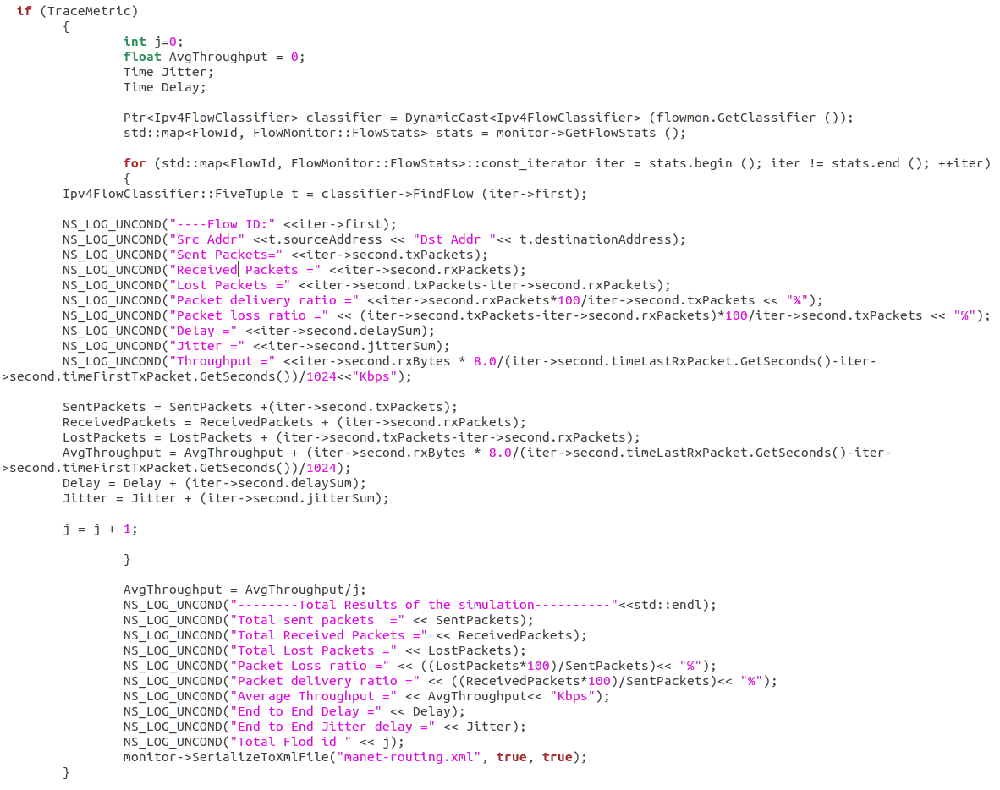 if (TraceMetric)
{
int j=0;
float AvgThroughput = 0;
Time Jitter;
Time Delay;
Ptr<Ipv4FlowClassifier> classifier = DynamicCast<Ipv4FlowClassifier> (flowmon.GetClassifier ());
std::map<FlowId, FlowMonitor::FlowStats> stats = monitor->GetFlowStats ();
for (std::map<FlowId, FlowMonitor::FlowStats>::const_iterator iter = stats.begin (); iter != stats.end (); ++iter)
{
Ipv4FlowClassifier::FiveTuple t = classifier->FindFlow (iter->first);
NS_LOG_UNCOND("----Flow ID:" <<iter->first);
NS_LOG_UNCOND("Src Addr" <<t.sourceAddress << "Dst Addr "<< t.destinationAddress);
NS_LOG_UNCOND("Sent Packets=" <<iter->second.txPackets);
NS_LOG_UNCOND("Received Packets =" <<iter->second.rxPackets);
NS_LOG_UNCOND("Lost Packets =" <<iter->second.txPackets-iter->second.rxPackets);
NS_LOG_UNCOND("Packet delivery ratio =" <<iter->second.rxPackets*100/iter->second.txPackets << "%");
NS_LOG_UNCOND("Packet loss ratio =" << (iter->second.txPackets-iter->second.rxPackets)*100/iter->second.txPackets << "%");
NS_LOG_UNCOND("Delay =" <<iter->second.delaySum);
NS_LOG_UNCOND("Jitter =" <<iter->second.jitterSum);
NS_LOG_UNCOND("Throughput =" <<iter->second.rxBytes * 8.0/(iter->second.timeLastRxPacket.GetSeconds()-iter-
>second.timeFirstTxPacket.GetSeconds())/1024<<"Kbps");
SentPackets = SentPackets +(iter->second.txPackets);
ReceivedPackets = ReceivedPackets + (iter->second.rxPackets);
LostPackets = LostPackets + (iter->second.txPackets-iter->second.rxPackets);
AvgThroughput = AvgThroughput + (iter->second.rxBytes * 8.0/(iter->second.timeLastRxPacket.GetSeconds()-iter-
>second.timeFirstTxPacket.GetSeconds())/1024);
Delay = Delay + (iter->second.delaySum);
Jitter = Jitter + (iter->second.jitterSum);
j = j + 1;
}
AvgThroughput = AvgThroughput/j;
NS_LOG_UNCOND("--------Total Results of the simulation----------"<<std::endl);
NS_LOG_UNCOND("Total sent packets  =" << SentPackets);
NS_LOG_UNCOND("Total Received Packets =" << ReceivedPackets);
NS_LOG_UNCOND("Total Lost Packets =" << LostPackets);
NS_LOG_UNCOND("Packet Loss ratio =" << ((LostPackets*100)/SentPackets)<< "%");
NS_LOG_UNCOND("Packet delivery ratio =" << ((ReceivedPackets*100)/SentPackets)<< "%");
NS_LOG_UNCOND("Average Throughput =" << AvgThroughput<< "Kbps");
NS_LOG_UNCOND("End to End Delay =" << Delay);
NS_LOG_UNCOND("End to End Jitter delay =" << Jitter);
NS_LOG_UNCOND("Total Flod id " << j);
monitor->SerializeToXmlFile("manet-routing.xml", true, true);
}